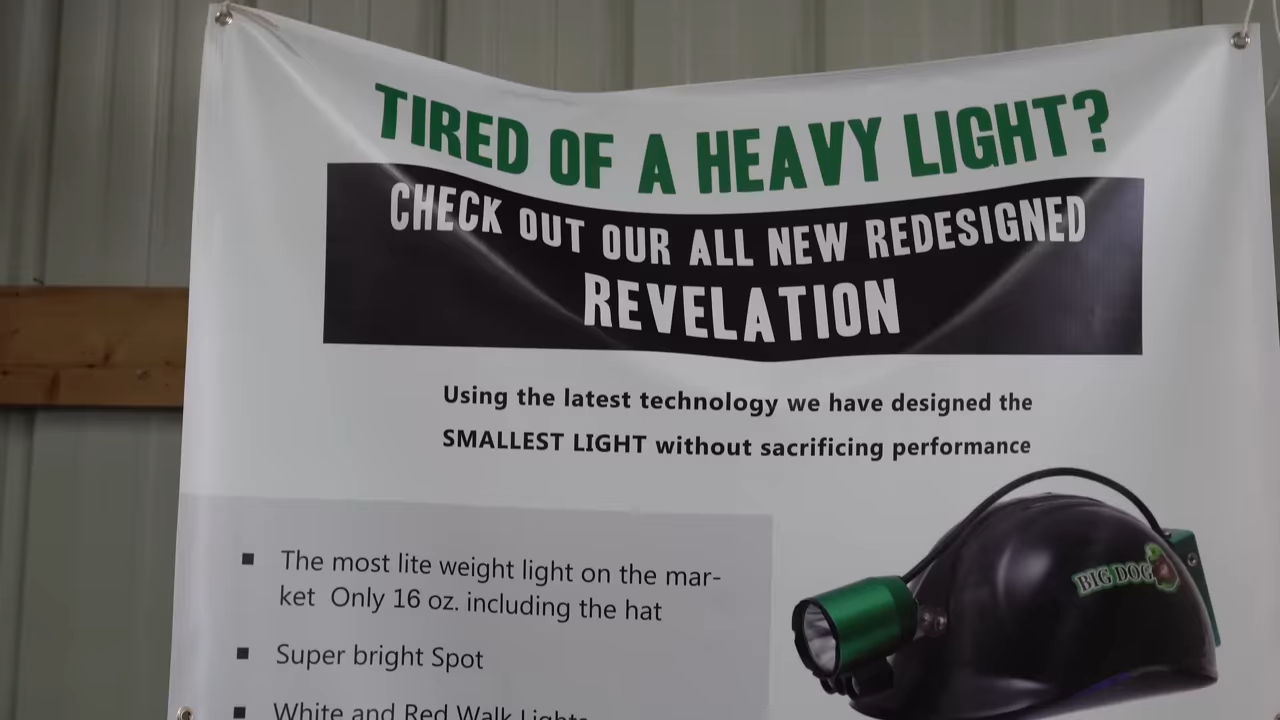 TIRED OF A HEAVY LIGHT?
CHECK OUT OUR ALL NEW REDESIGNED
REVELATION
Using the latest technology we have designed the
SMALLEST LIGHT without sacrificing performance
▪ The most lite weight light on the mar-
ket Only 16 oz. including the hat
▪ Super bright Spot
▪ White and Red Walk Lights
BIG DOG